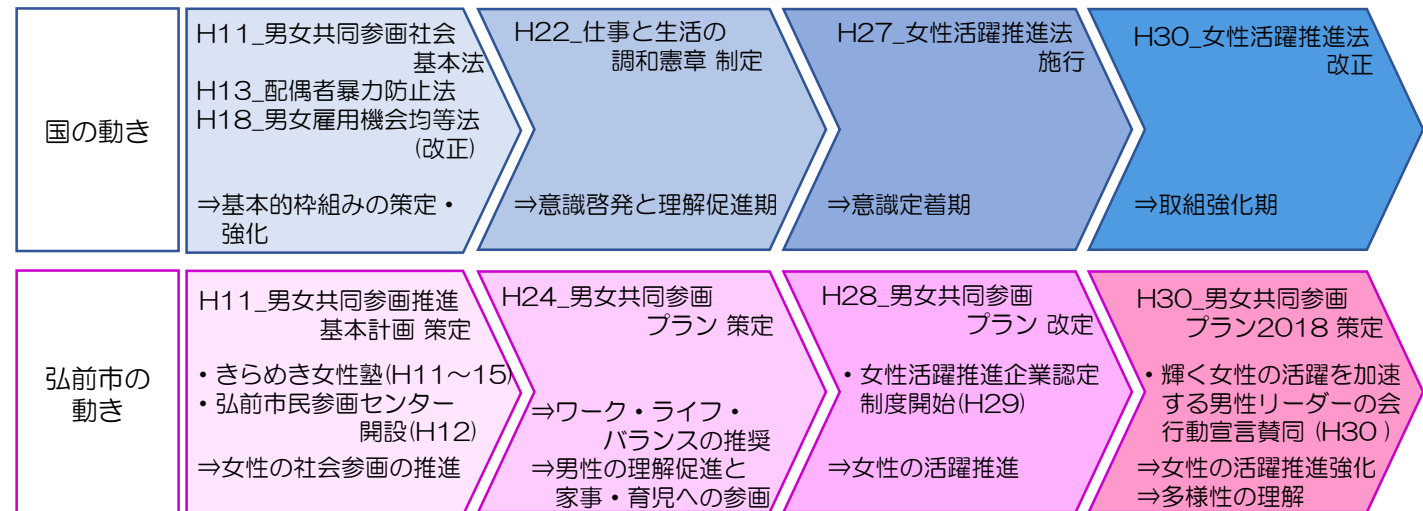 国の動き
H11_男女共同参画社会
基本法
H13_配偶者暴力防止法
H18_男女雇用機会均等法
(改正)
⇒基本的枠組みの策定・
強化
H22_仕事と生活の
調和憲章 制定
⇒意識啓発と理解促進期
H27_女性活躍推進法
施行
⇒意識定着期
H30_女性活躍推進法
改正
⇒取組強化期
弘前市の
動き
H11_男女共同参画推進
基本計画 策定
・きらめき女性塾(H11～15)
・弘前市民参画センター
開設(H12)
⇒女性の社会参画の推進
H24_男女共同参画
プラン 策定
⇒ワーク・ライフ・
バランスの推奨
⇒男性の理解促進と
家事・育児への参画
H28_男女共同参画
プラン 改定
・女性活躍推進企業認定
制度開始(H29)
⇒女性の活躍推進
H30_男女共同参画
プラン2018 策定
・輝く女性の活躍を加速
する男性リーダーの会
行動宣言賛同 (H30 )
⇒女性の活躍推進強化
⇒多様性の理解